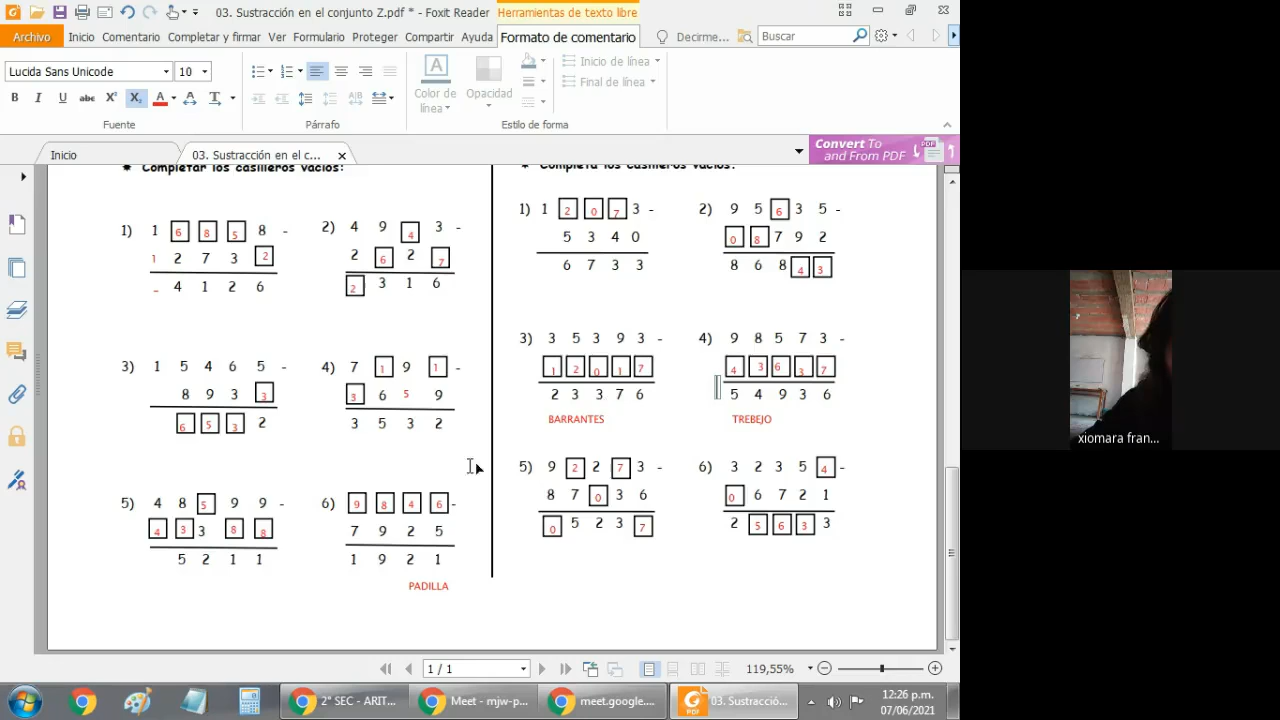 03. Sustracción en el conjunto Z.pdf * - Foxit Reader
Herramientas de texto libre
Archivo Inicio Comentario Completar y firmar Ver Formulario Proteger Compartir Ayuda Formato de comentario Decirme... Buscar
Lucida Sans Unicode 10
Color de línea
Opacidad
Inicio de línea
Final de línea
Fuente Párrafo Estilo de forma
Inicio
03. Sustracción en el c...
Convert To
and From PDF
PDF
* Completar los casilleros vacíos:
1) 1 6 8 5 8 -
1 2 7 3 2
- 4 1 2 6
2) 4 9 4 3 -
2 6 2 7
2 3 1 6
3) 1 5 4 6 5 -
8 9 3 3
6 5 3 2
4) 7 1 9 1 -
3 6 5 9
3 5 3 2
5) 4 8 5 9 9 -
4 3 3 8 8
5 2 1 1
6) 9 8 4 6 -
7 9 2 5
1 9 2 1
PADILLA
* Completa los casilleros vacíos:
1) 1 2 0 7 3 -
5 3 4 0
6 7 3 3
2) 9 5 6 3 5 -
0 8 7 9 2
8 6 8 4 3
3) 3 5 3 9 3 -
1 2 0 1 7
2 3 3 7 6
BARRANTES
4) 9 8 5 7 3 -
4 3 6 3 7
5 4 9 3 6
TREBEJO
5) 9 2 2 7 3 -
8 7 0 3 6
0 5 2 3 7
6) 3 2 3 5 4 -
0 6 7 2 1
2 5 6 3 3
xiomara fran...
1 / 1
119,55%
2° SEC - ARIT...
Meet - mjw-p...
meet.google....
03. Sustracció...
12:26 p.m.
07/06/2021